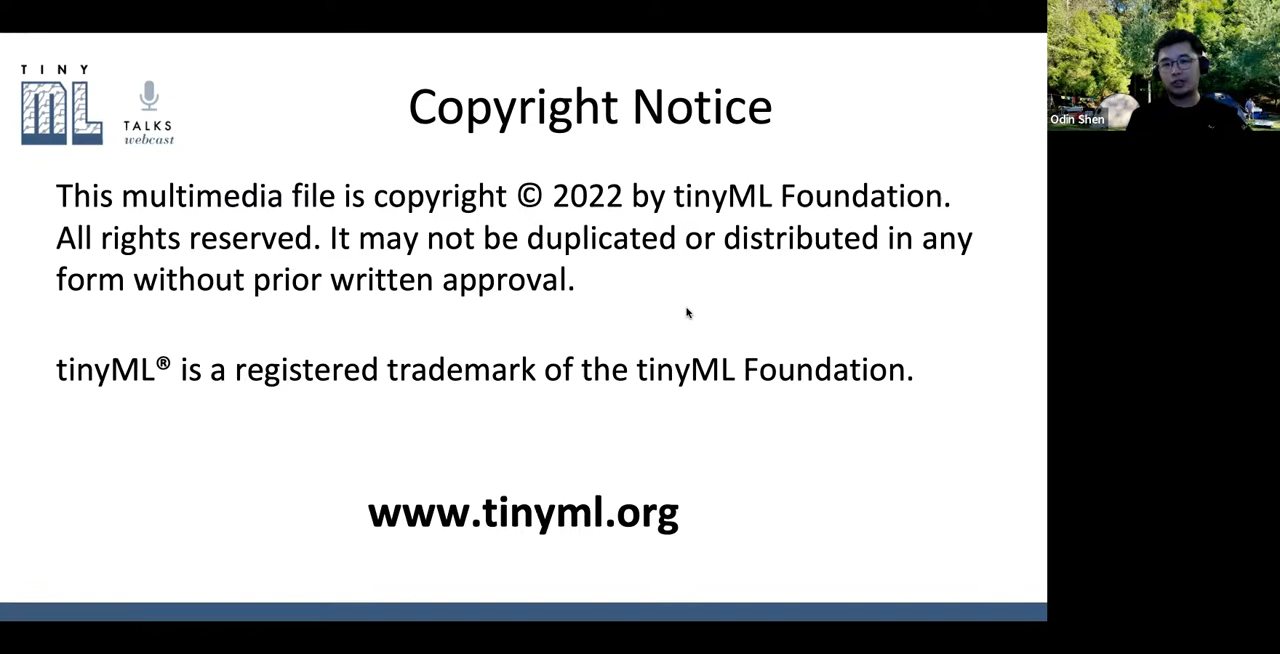 TINY
ML
TALKS
webcast
Copyright Notice
This multimedia file is copyright © 2022 by tinyML Foundation.
All rights reserved. It may not be duplicated or distributed in any
form without prior written approval.
tinyML® is a registered trademark of the tinyML Foundation.
www.tinyml.org
Odin Shen